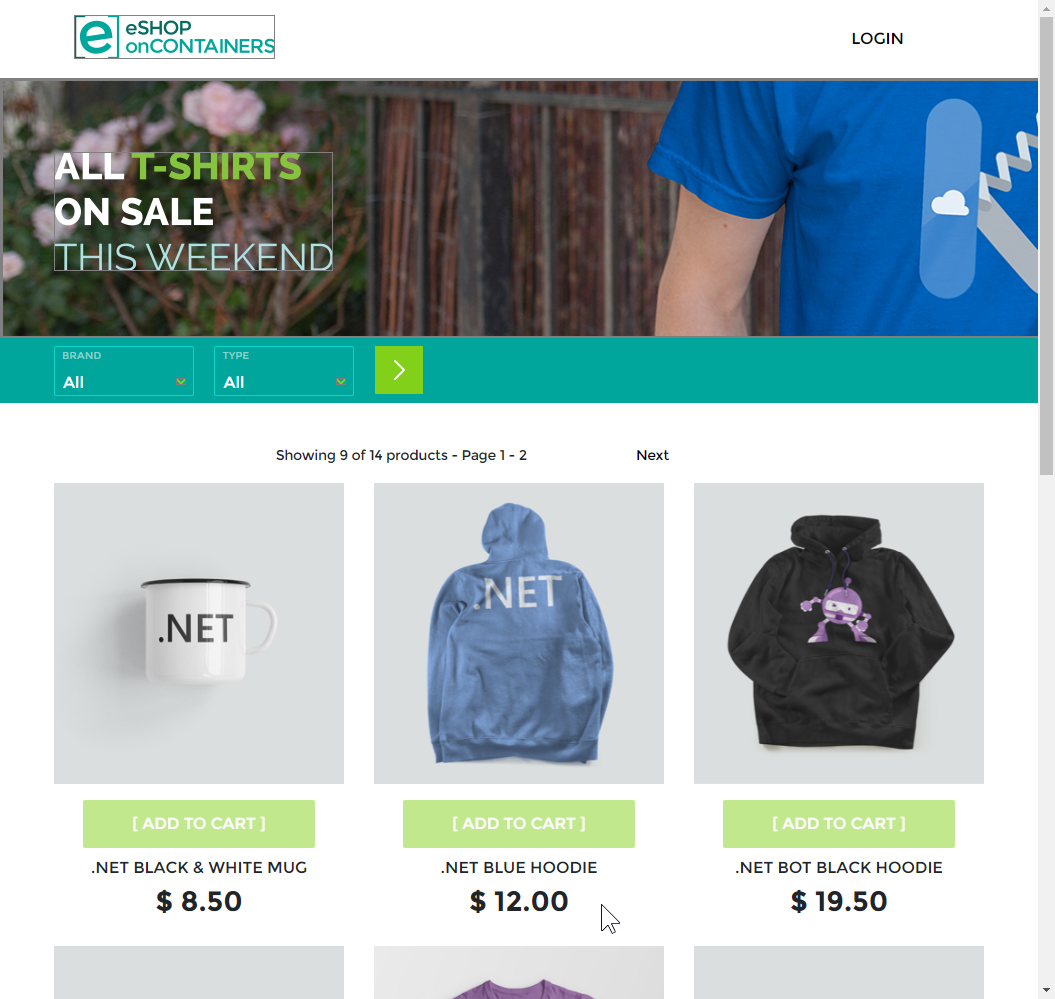 eSHOP
onCONTAINERS
LOGIN
ALL T-SHIRTS
ON SALE
THIS WEEKEND
BRAND
All
TYPE
All
Showing 9 of 14 products - Page 1 - 2
Next
.NET
.NET
[ ADD TO CART ]
[ ADD TO CART ]
[ ADD TO CART ]
.NET BLACK & WHITE MUG
.NET BLUE HOODIE
.NET BOT BLACK HOODIE
$ 8.50
$ 12.00
$ 19.50